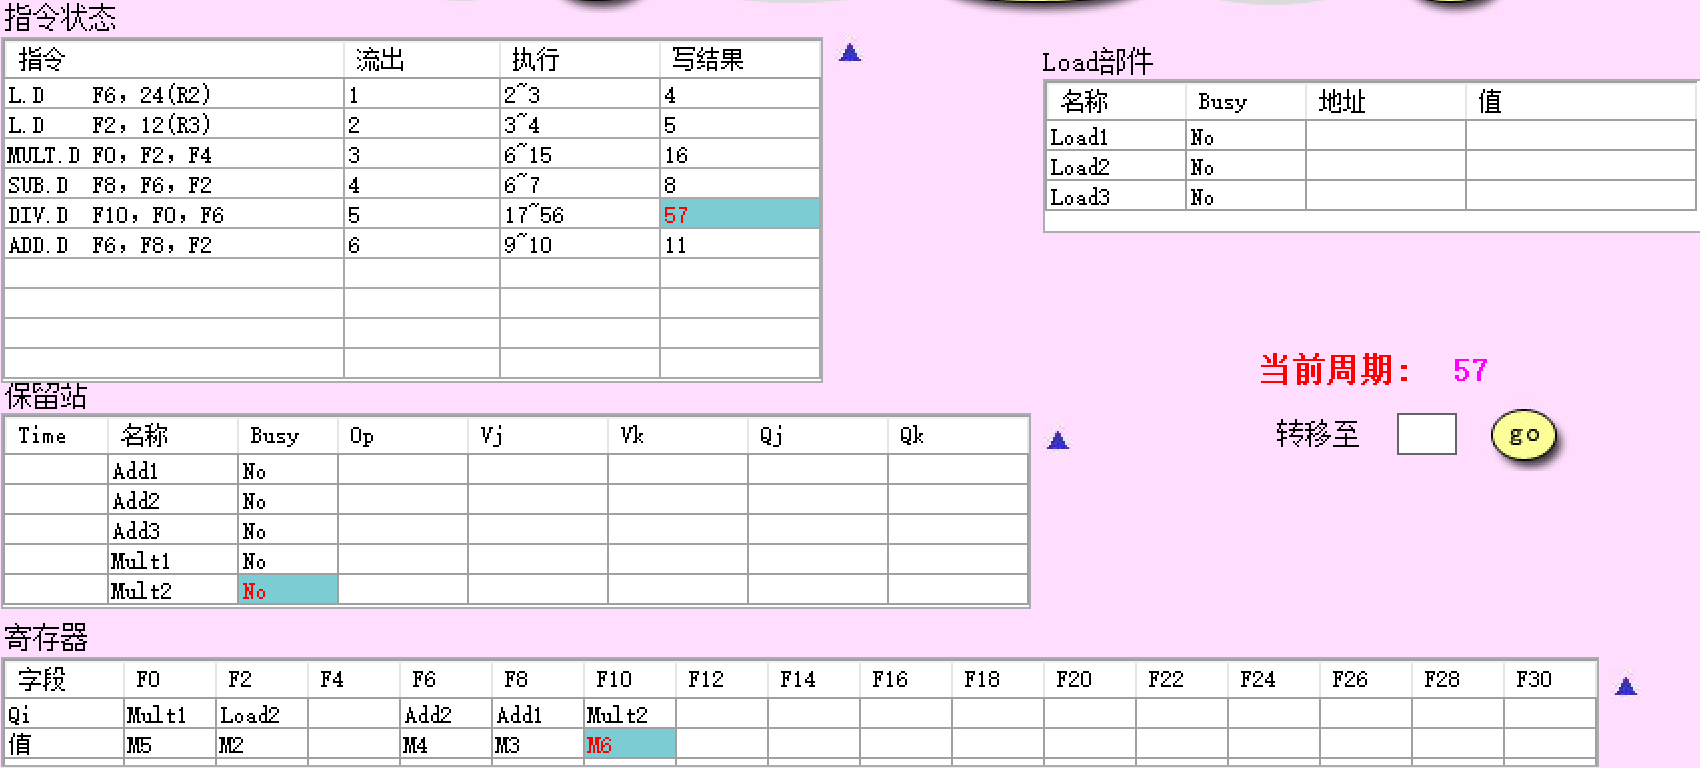 指令状态
指令 流出 执行 写结果
L.D F6，24(R2) 1 2~3 4
L.D F2，12(R3) 2 3~4 5
MULT.D F0，F2，F4 3 6~15 16
SUB.D F8，F6，F2 4 6~7 8
DIV.D F10，F0，F6 5 17~56 57
ADD.D F6，F8，F2 6 9~10 11
Load部件
名称 Busy 地址 值
Load1 No
Load2 No
Load3 No
当前周期： 57
转移至 go
保留站
Time 名称 Busy Op Vj Vk Qj Qk
Add1 No
Add2 No
Add3 No
Mult1 No
Mult2 No
寄存器
字段 F0 F2 F4 F6 F8 F10 F12 F14 F16 F18 F20 F22 F24 F26 F28 F30
Qi Mult1 Load2 Add2 Add1 Mult2
值 M5 M2 M4 M3 M6